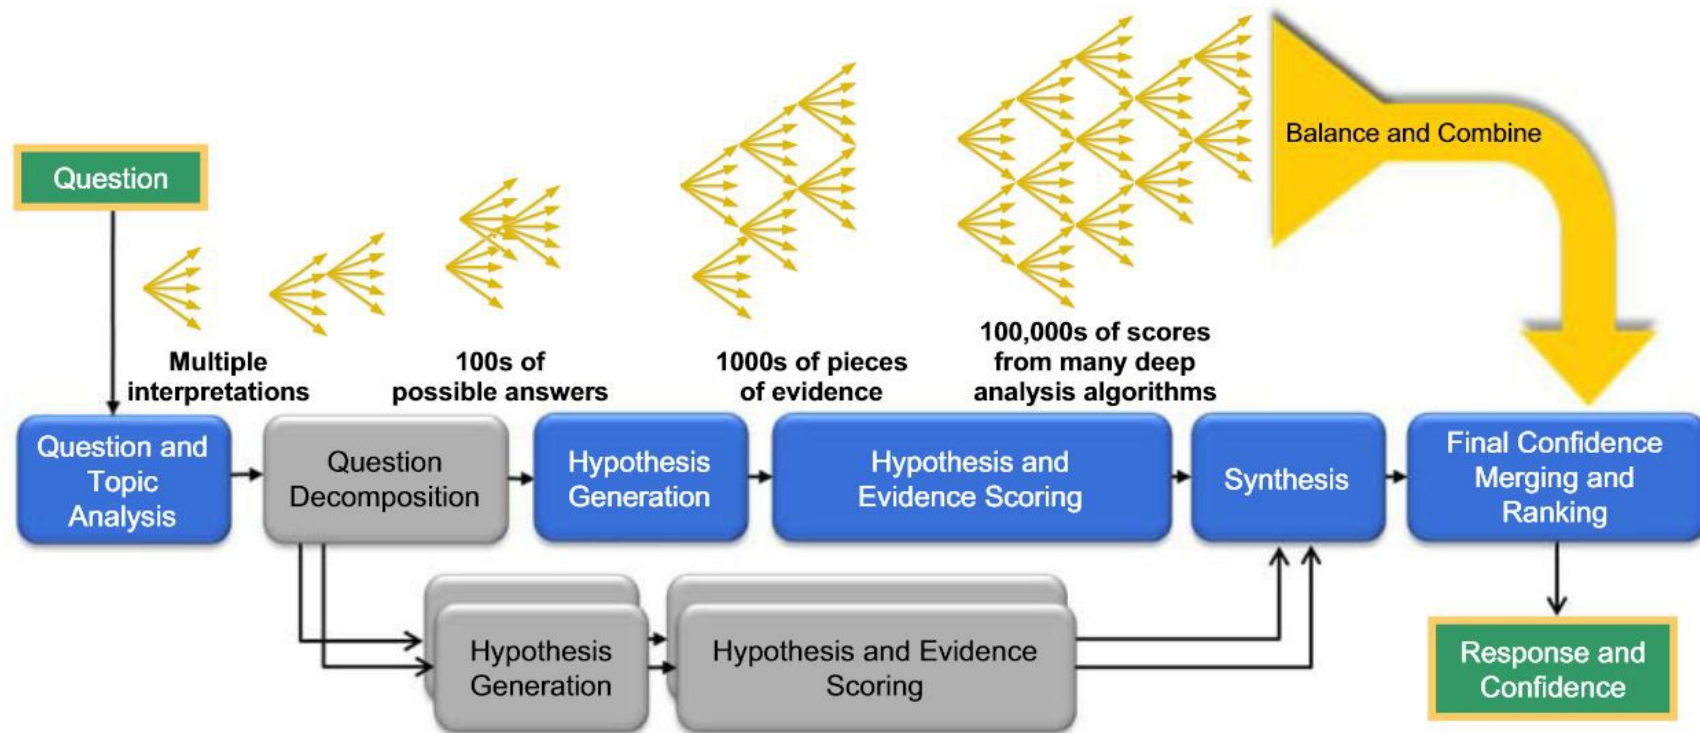 Question
Balance and Combine
Multiple
interpretations
100s of
possible answers
1000s of pieces
of evidence
100,000s of scores
from many deep
analysis algorithms
Question and
Topic
Analysis
Question
Decomposition
Hypothesis
Generation
Hypothesis and
Evidence Scoring
Synthesis
Final Confidence
Merging and
Ranking
Hypothesis
Generation
Hypothesis and Evidence
Scoring
Response and
Confidence